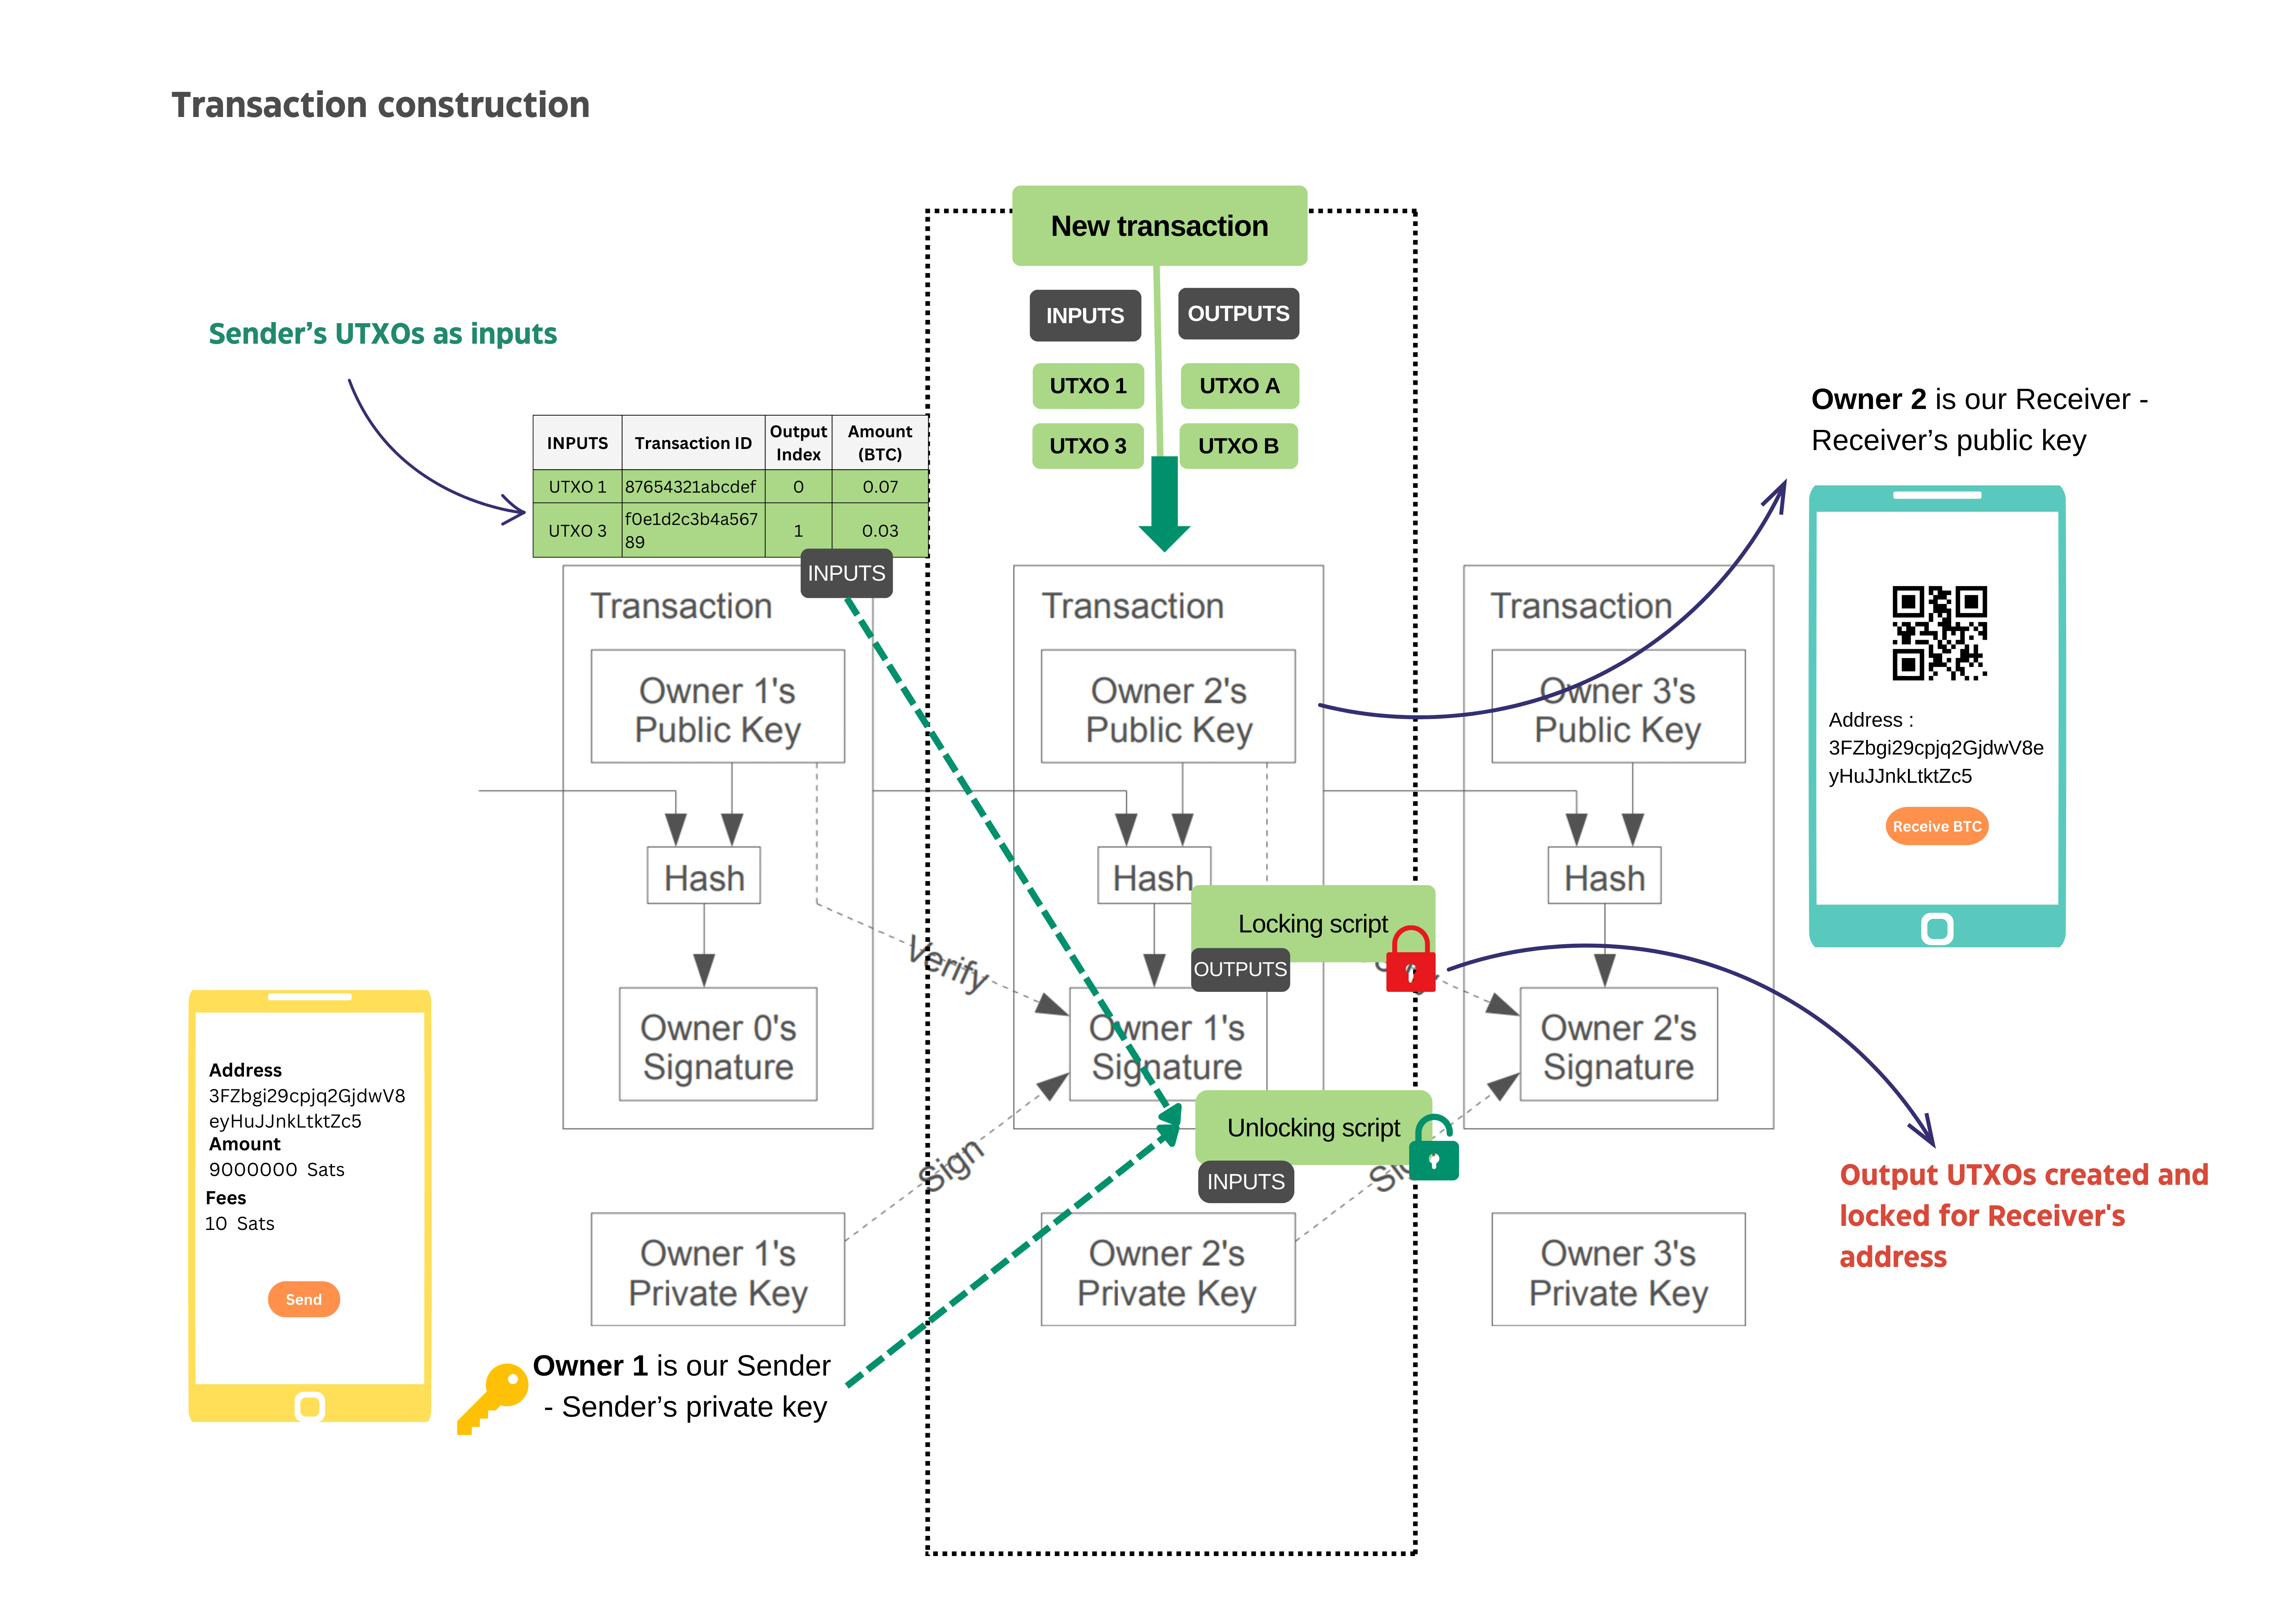 Transaction construction
New transaction
INPUTS
OUTPUTS
UTXO 1
UTXO A
UTXO 3
UTXO B
Sender’s UTXOs as inputs
INPUTS Transaction ID Output Index Amount (BTC)
UTXO 1 87654321abcdef 0 0.07
UTXO 3 f0e1d2c3b4a567 89 1 0.03
INPUTS
Owner 2 is our Receiver -
Receiver’s public key
Address :
3FZbgi29cpjq2GjdwV8e
yHuJJnkLtktZc5
Receive BTC
Transaction
Owner 1's
Public Key
Hash
Owner 0's
Signature
Verify
Sign
Owner 1's
Private Key
Transaction
Owner 2's
Public Key
Hash
Locking script
OUTPUTS
Owner 1's
Signature
Unlocking script
INPUTS
Owner 2's
Private Key
Transaction
Owner 3's
Public Key
Hash
Owner 2's
Signature
Owner 3's
Private Key
Address
3FZbgi29cpjq2GjdwV8
eyHuJJnkLtktZc5
Amount
9000000 Sats
Fees
10 Sats
Send
Owner 1 is our Sender
- Sender’s private key
Output UTXOs created and
locked for Receiver's
address